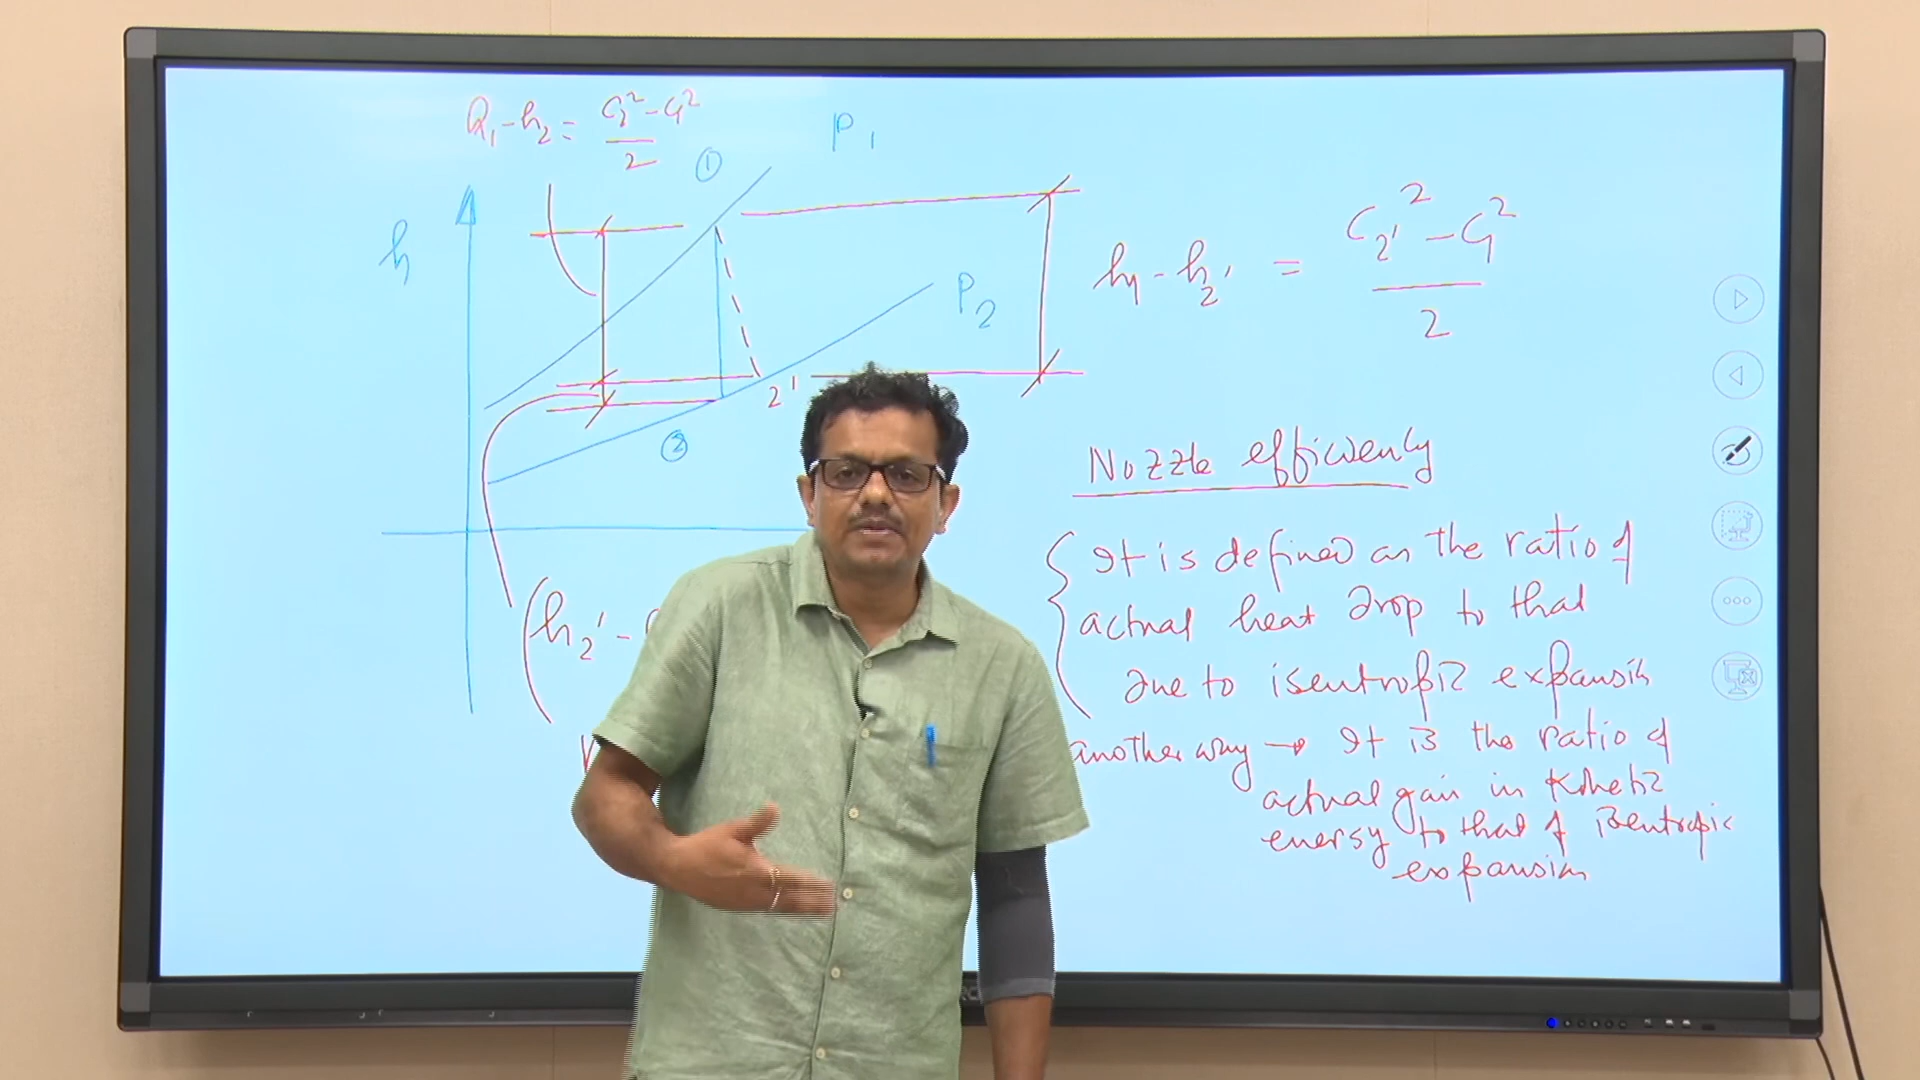 h₁ - h₂ = C₂² - C₁² / 2
P₁
①
h
P₂
2'
②
h₁ - h₂' = C₂'² - C₁² / 2
Nozzle efficiency
It is defined as the ratio of
actual heat drop to that
due to isentropic expansion
another way → It is the ratio of
actual gain in kinetic
energy to that of isentropic
expansion
(h₂' -